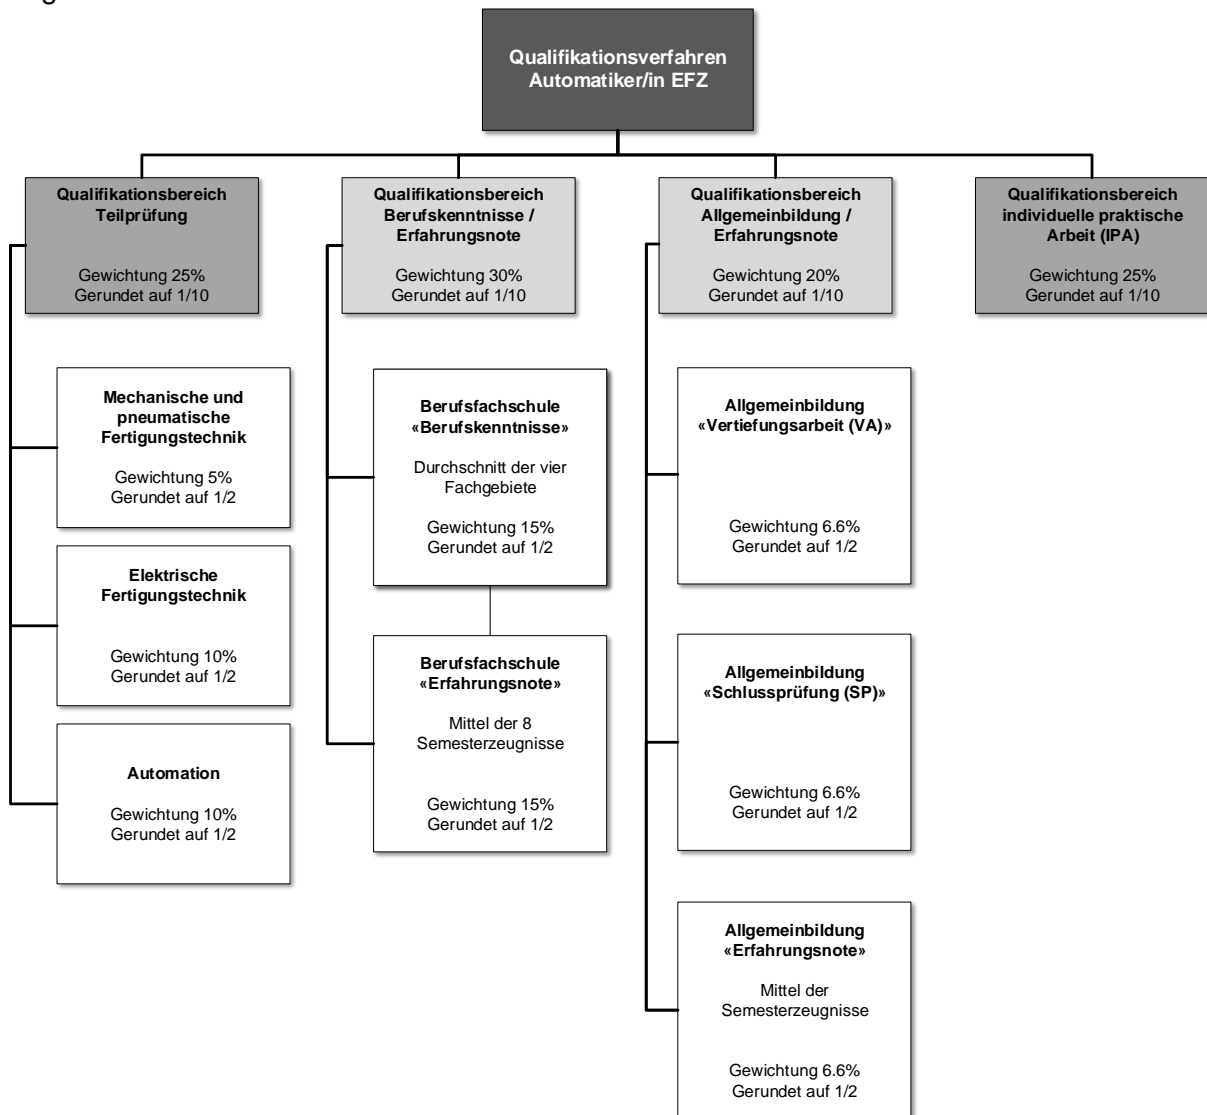 Qualifikationsverfahren
Automatiker/in EFZ
Qualifikationsbereich
Teilprüfung
Gewichtung 25%
Gerundet auf 1/10
Qualifikationsbereich
Berufskenntnisse /
Erfahrungsnote
Gewichtung 30%
Gerundet auf 1/10
Qualifikationsbereich
Allgemeinbildung /
Erfahrungsnote
Gewichtung 20%
Gerundet auf 1/10
Qualifikationsbereich
individuelle praktische
Arbeit (IPA)
Gewichtung 25%
Gerundet auf 1/10
Mechanische und
pneumatische
Fertigungstechnik
Gewichtung 5%
Gerundet auf 1/2
Elektrische
Fertigungstechnik
Gewichtung 10%
Gerundet auf 1/2
Automation
Gewichtung 10%
Gerundet auf 1/2
Berufsfachschule
«Berufskenntnisse»
Durchschnitt der vier
Fachgebiete
Gewichtung 15%
Gerundet auf 1/2
Berufsfachschule
«Erfahrungsnote»
Mittel der 8
Semesterzeugnisse
Gewichtung 15%
Gerundet auf 1/2
Allgemeinbildung
«Vertiefungsarbeit (VA)»
Gewichtung 6.6%
Gerundet auf 1/2
Allgemeinbildung
«Schlussprüfung (SP)»
Gewichtung 6.6%
Gerundet auf 1/2
Allgemeinbildung
«Erfahrungsnote»
Mittel der
Semesterzeugnisse
Gewichtung 6.6%
Gerundet auf 1/2